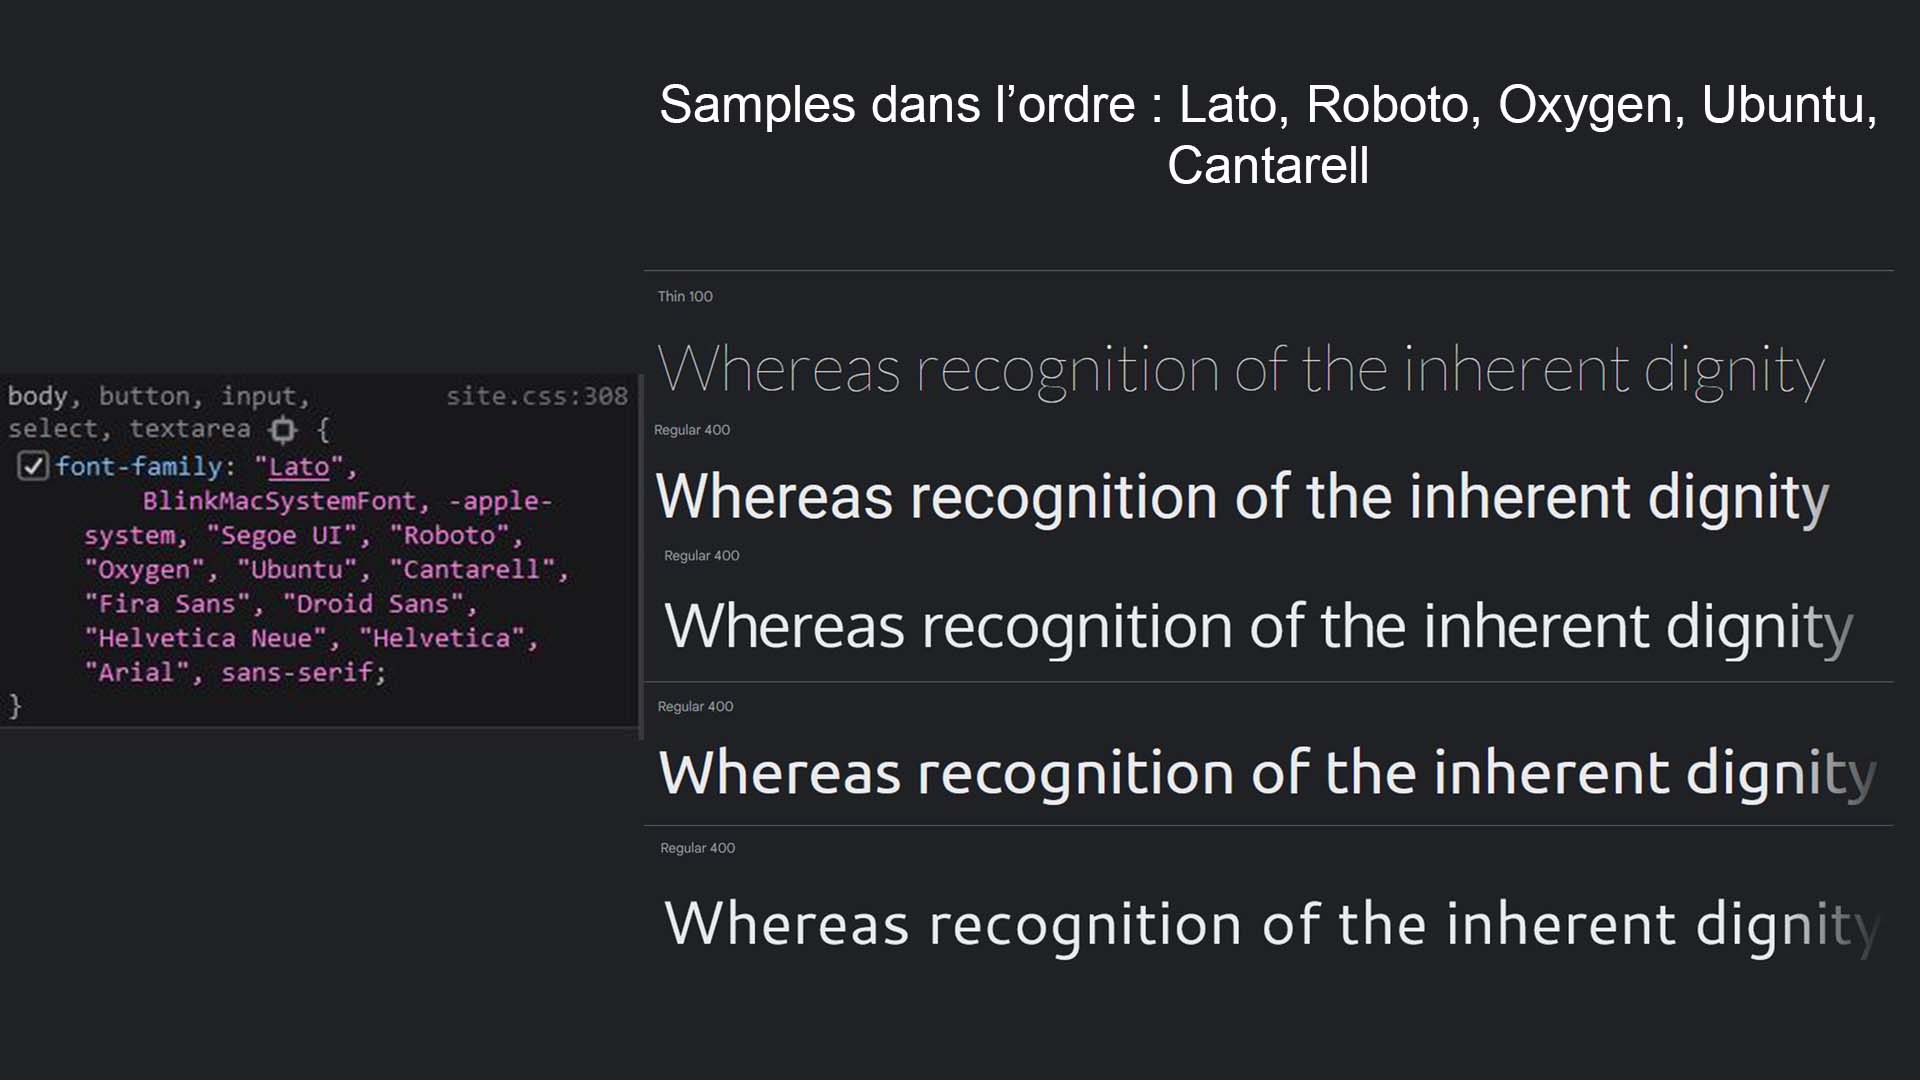 Samples dans l’ordre : Lato, Roboto, Oxygen, Ubuntu,
Cantarell
body, button, input, site.css:308
select, textarea {
font-family: "Lato",
BlinkMacSystemFont, -apple-
system, "Segoe UI", "Roboto",
"Oxygen", "Ubuntu", "Cantarell",
"Fira Sans", "Droid Sans",
"Helvetica Neue", "Helvetica",
"Arial", sans-serif;
}
Thin 100
Whereas recognition of the inherent dignity
Regular 400
Whereas recognition of the inherent dignity
Regular 400
Whereas recognition of the inherent dignity
Regular 400
Whereas recognition of the inherent dignity
Regular 400
Whereas recognition of the inherent dignity